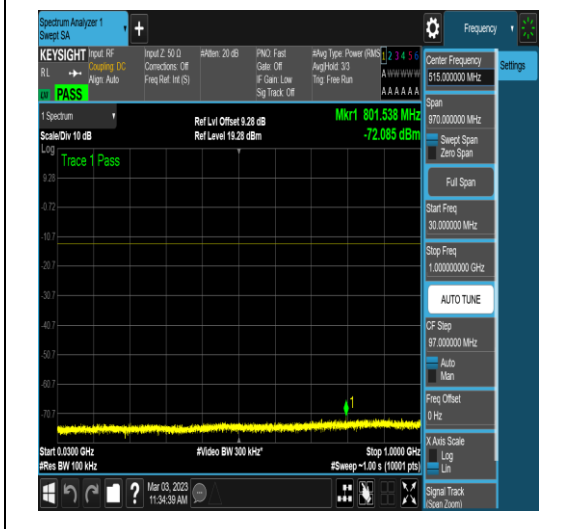 Spectrum Analyzer 1
Swept SA
+
Frequency
KEYSIGHT
RL
PASS
Input: RF
Coupling: DC
Align: Auto
Input Z: 50 Ω
Corrections: Off
Freq Ref: Int (S)
#Atten: 20 dB
PNO: Fast
Gate: Off
IF Gain: Low
Sig Track: Off
#Avg Type: Power (RMS)
Avg|Hold: 3/3
Trig: Free Run
1 2 3 4 5 6
A W W W W W
A A A A A A
1 Spectrum
Scale/Div 10 dB
Ref Lvl Offset 9.28 dB
Ref Level 19.28 dBm
Mkr1 801.538 MHz
-72.085 dBm
Log
Trace 1 Pass
9.28
-0.72
-10.7
-20.7
-30.7
-40.7
-50.7
-60.7
-70.7
1
Start 0.0300 GHz
#Res BW 100 kHz
#Video BW 300 kHz*
Stop 1.0000 GHz
#Sweep ~1.00 s (10001 pts)
?
Mar 03, 2023
11:34:39 AM
Center Frequency
515.000000 MHz
Settings
Span
970.000000 MHz
Swept Span
Zero Span
Full Span
Start Freq
30.000000 MHz
Stop Freq
1.000000000 GHz
AUTO TUNE
CF Step
97.000000 MHz
Auto
Man
Freq Offset
0 Hz
X Axis Scale
Log
Lin
Signal Track
(Span Zoom)